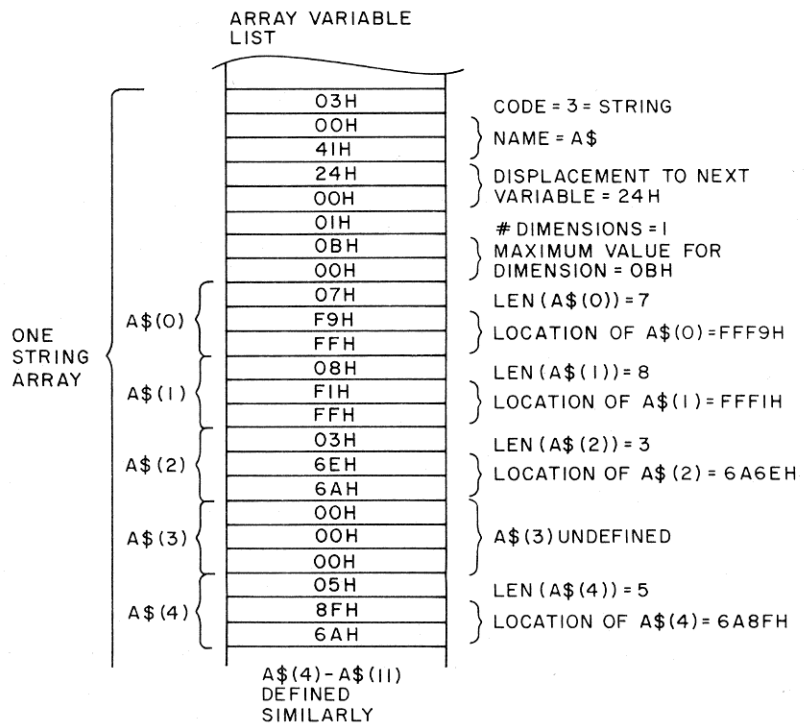 ARRAY VARIABLE
LIST
03H
CODE = 3 = STRING
00H
41H
NAME = A$
24H
00H
DISPLACEMENT TO NEXT
VARIABLE = 24H
01H
# DIMENSIONS = 1
0BH
00H
MAXIMUM VALUE FOR
DIMENSION = 0BH
ONE
STRING
ARRAY
A$(0)
07H
F9H
FFH
LEN(A$(0)) = 7
LOCATION OF A$(0) = FFF9H
A$(1)
08H
F1H
FFH
LEN(A$(1)) = 8
LOCATION OF A$(1) = FFF1H
A$(2)
03H
6EH
6AH
LEN(A$(2)) = 3
LOCATION OF A$(2) = 6A6EH
A$(3)
00H
00H
00H
A$(3) UNDEFINED
A$(4)
05H
8FH
6AH
LEN(A$(4)) = 5
LOCATION OF A$(4) = 6A8FH
A$(4)-A$(11)
DEFINED
SIMILARLY